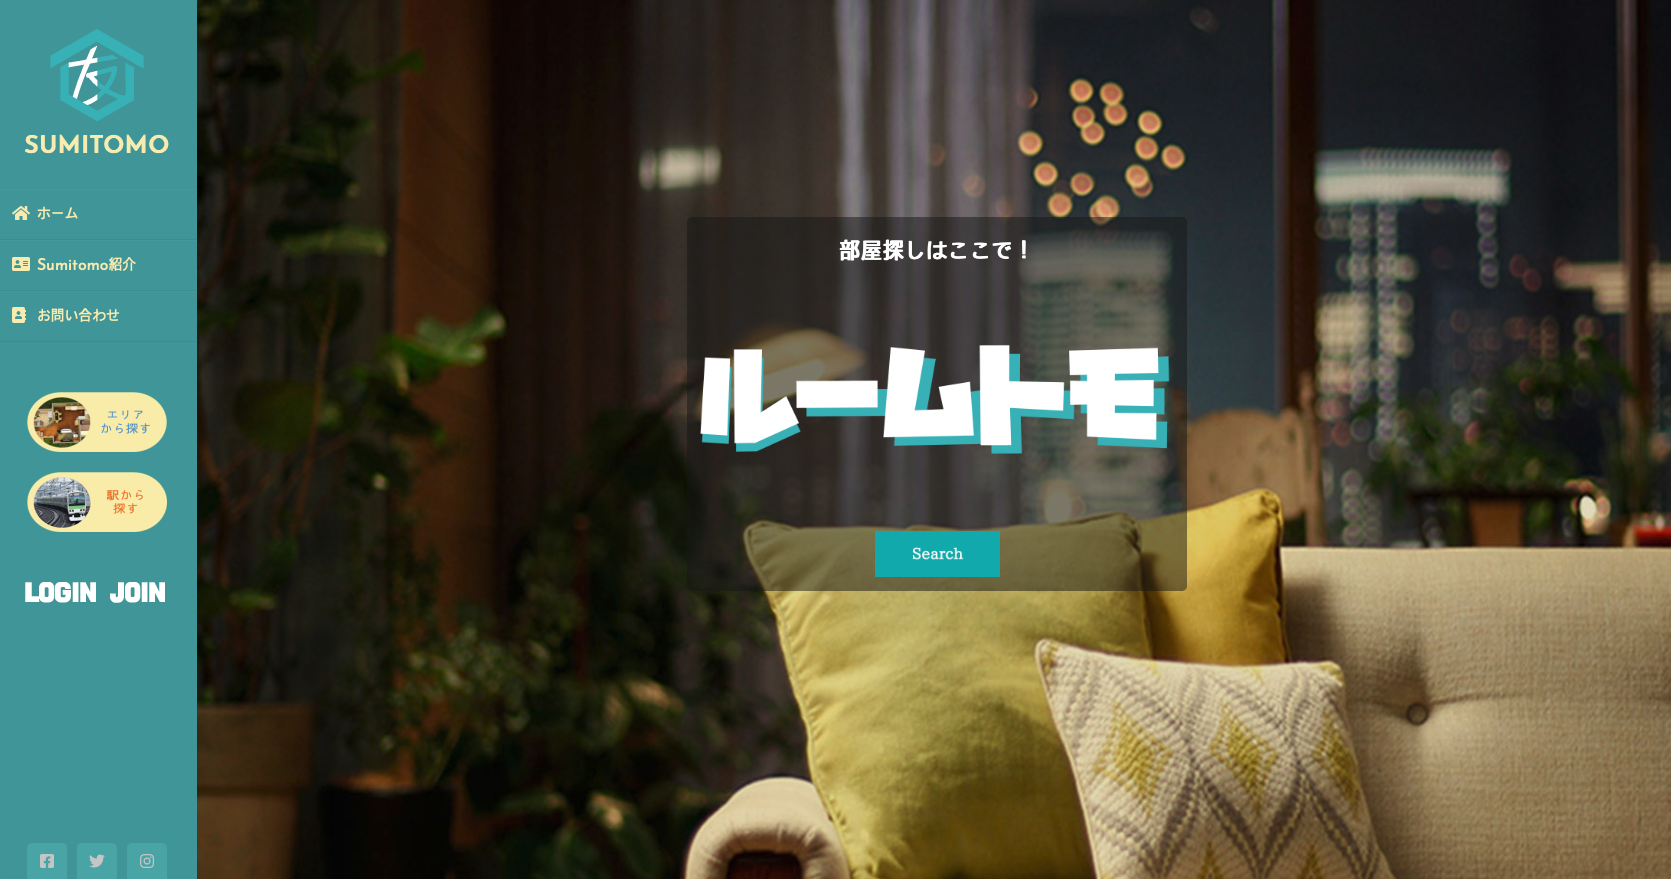 友
SUMITOMO
ホーム
Sumitomo紹介
お問い合わせ
エリア
から探す
駅から
探す
LOGIN JOIN
部屋探しはここで！
ルームトモ
Search